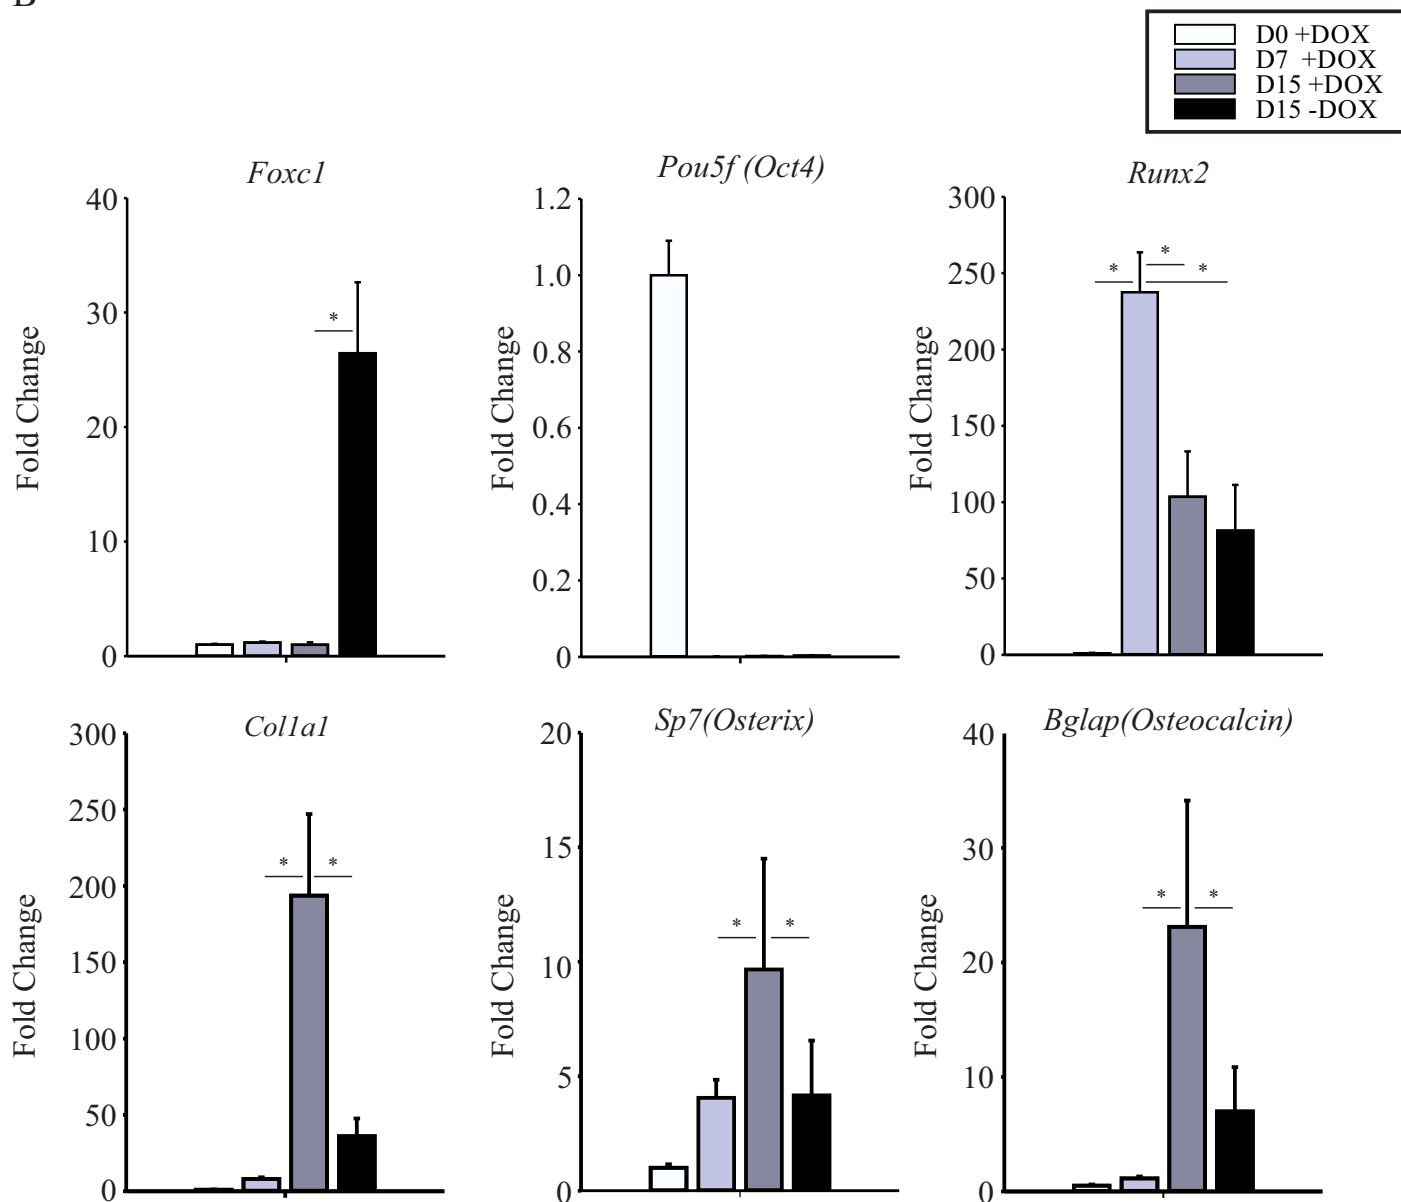 B
D0 +DOX
D7 +DOX
D15 +DOX
D15 -DOX
Foxc1
Fold Change
40
30
20
10
0
*
Pou5f (Oct4)
Fold Change
1.2
1.0
0.8
0.6
0.4
0.2
0
Runx2
Fold Change
300
250
200
150
100
50
0
*
*
*
Col1a1
Fold Change
300
250
200
150
100
50
0
*
*
Sp7(Osterix)
Fold Change
20
15
10
5
0
*
*
Bglap(Osteocalcin)
Fold Change
40
30
20
10
0
*
*